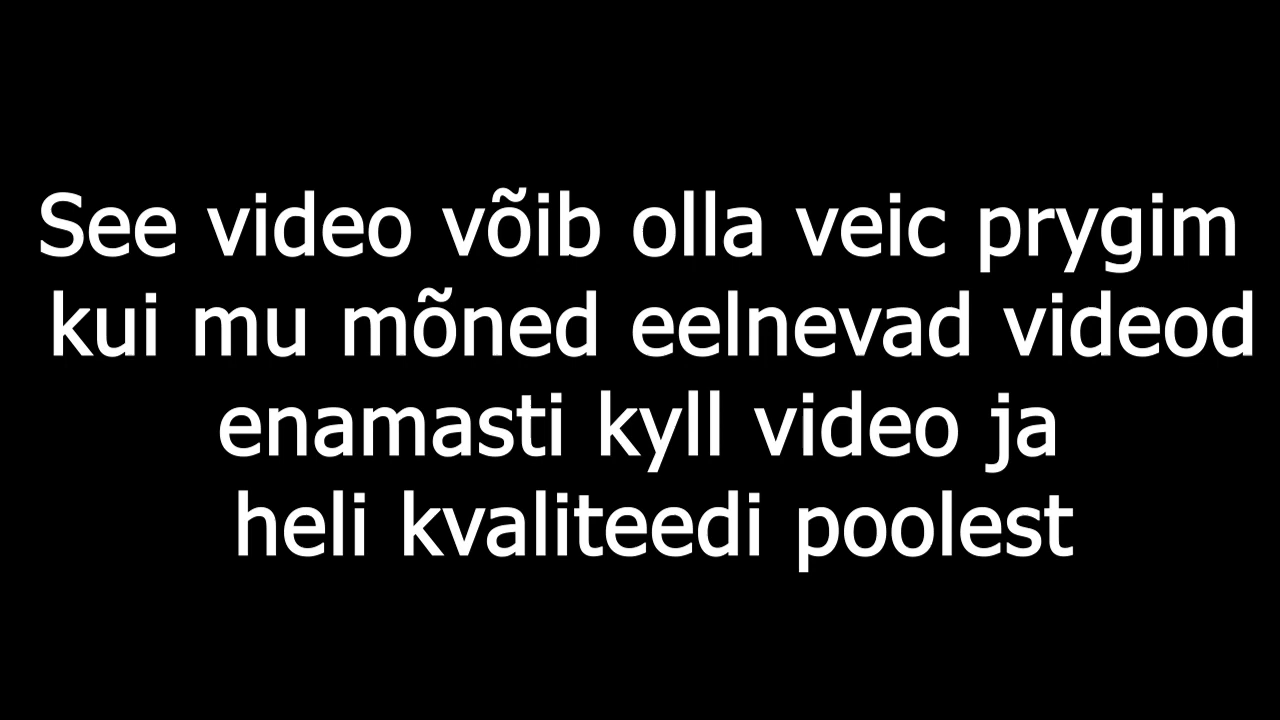 See video võib olla veic prygim
kui mu mõned eelnevad videod
enamasti kyll video ja
heli kvaliteedi poolest